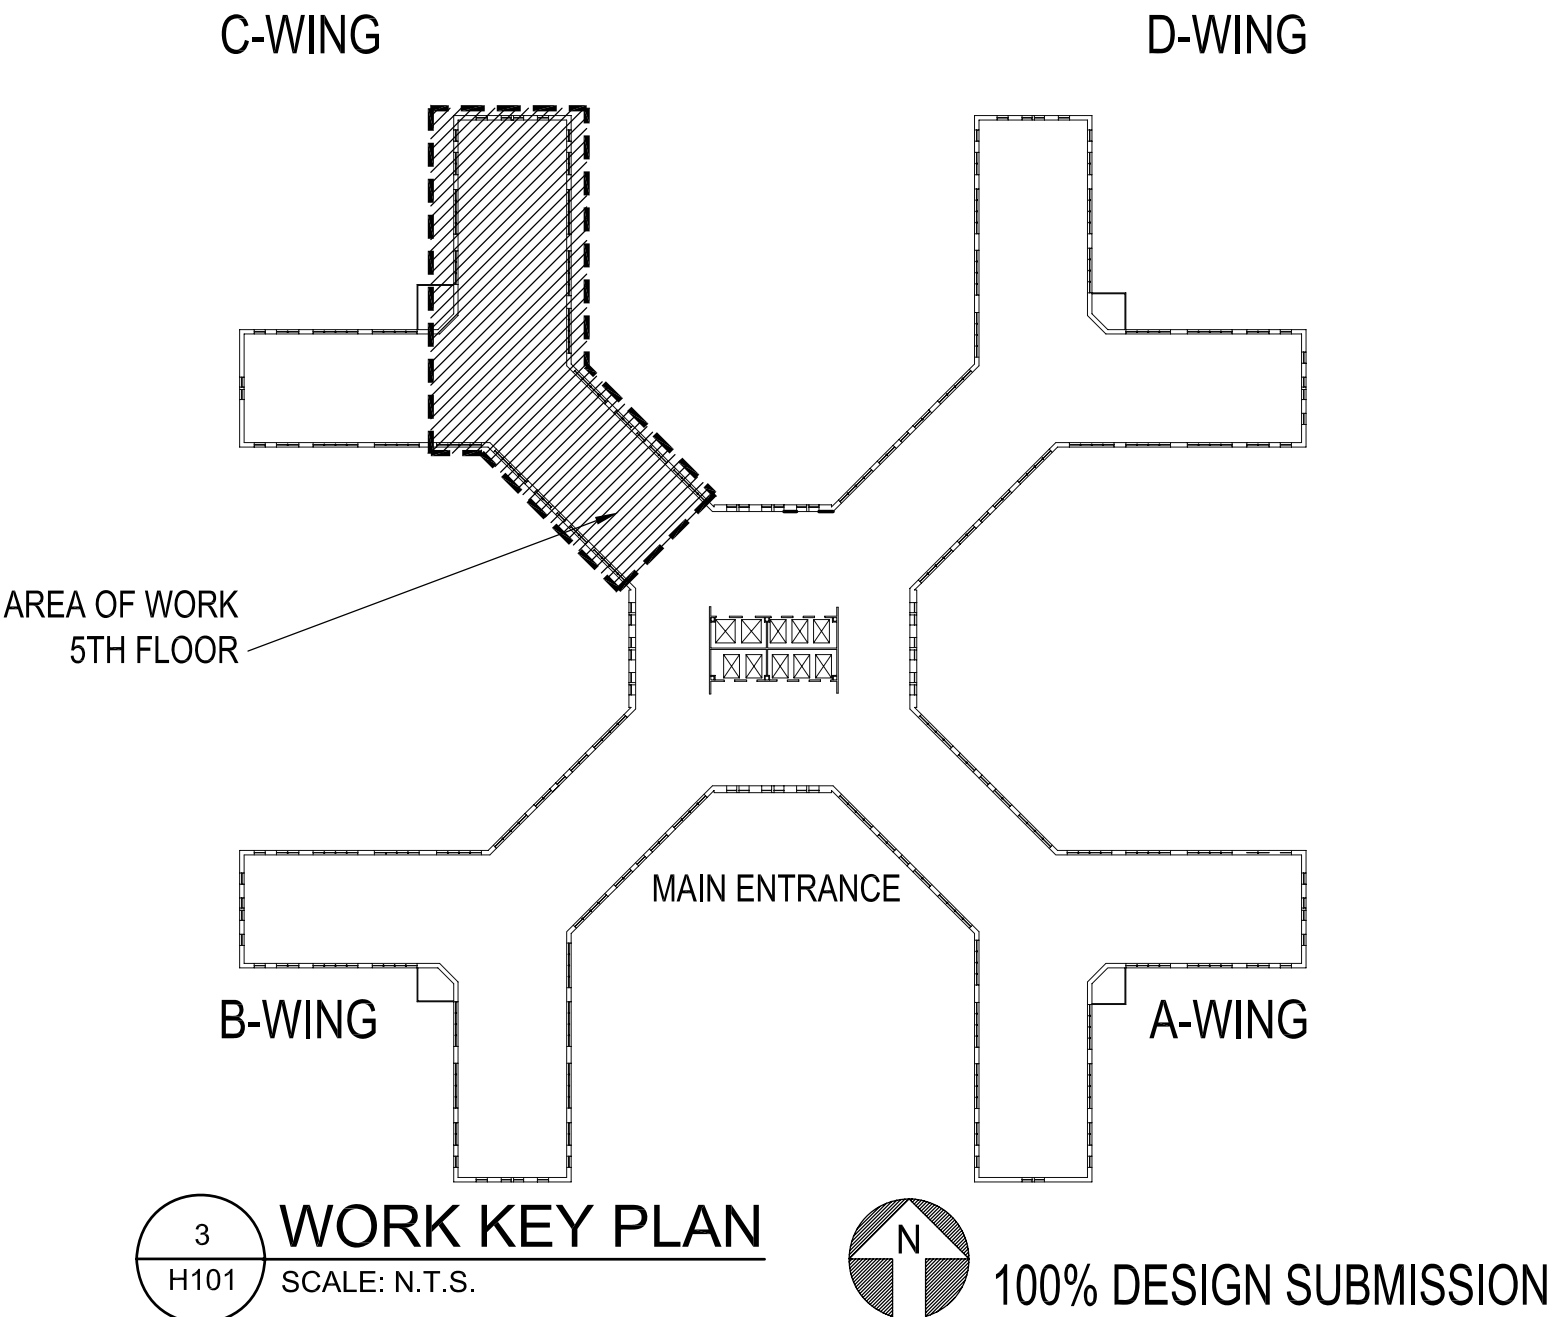 C-WING
D-WING
AREA OF WORK
5TH FLOOR
MAIN ENTRANCE
B-WING
A-WING
3
H101
WORK KEY PLAN
SCALE: N.T.S.
N
100% DESIGN SUBMISSION